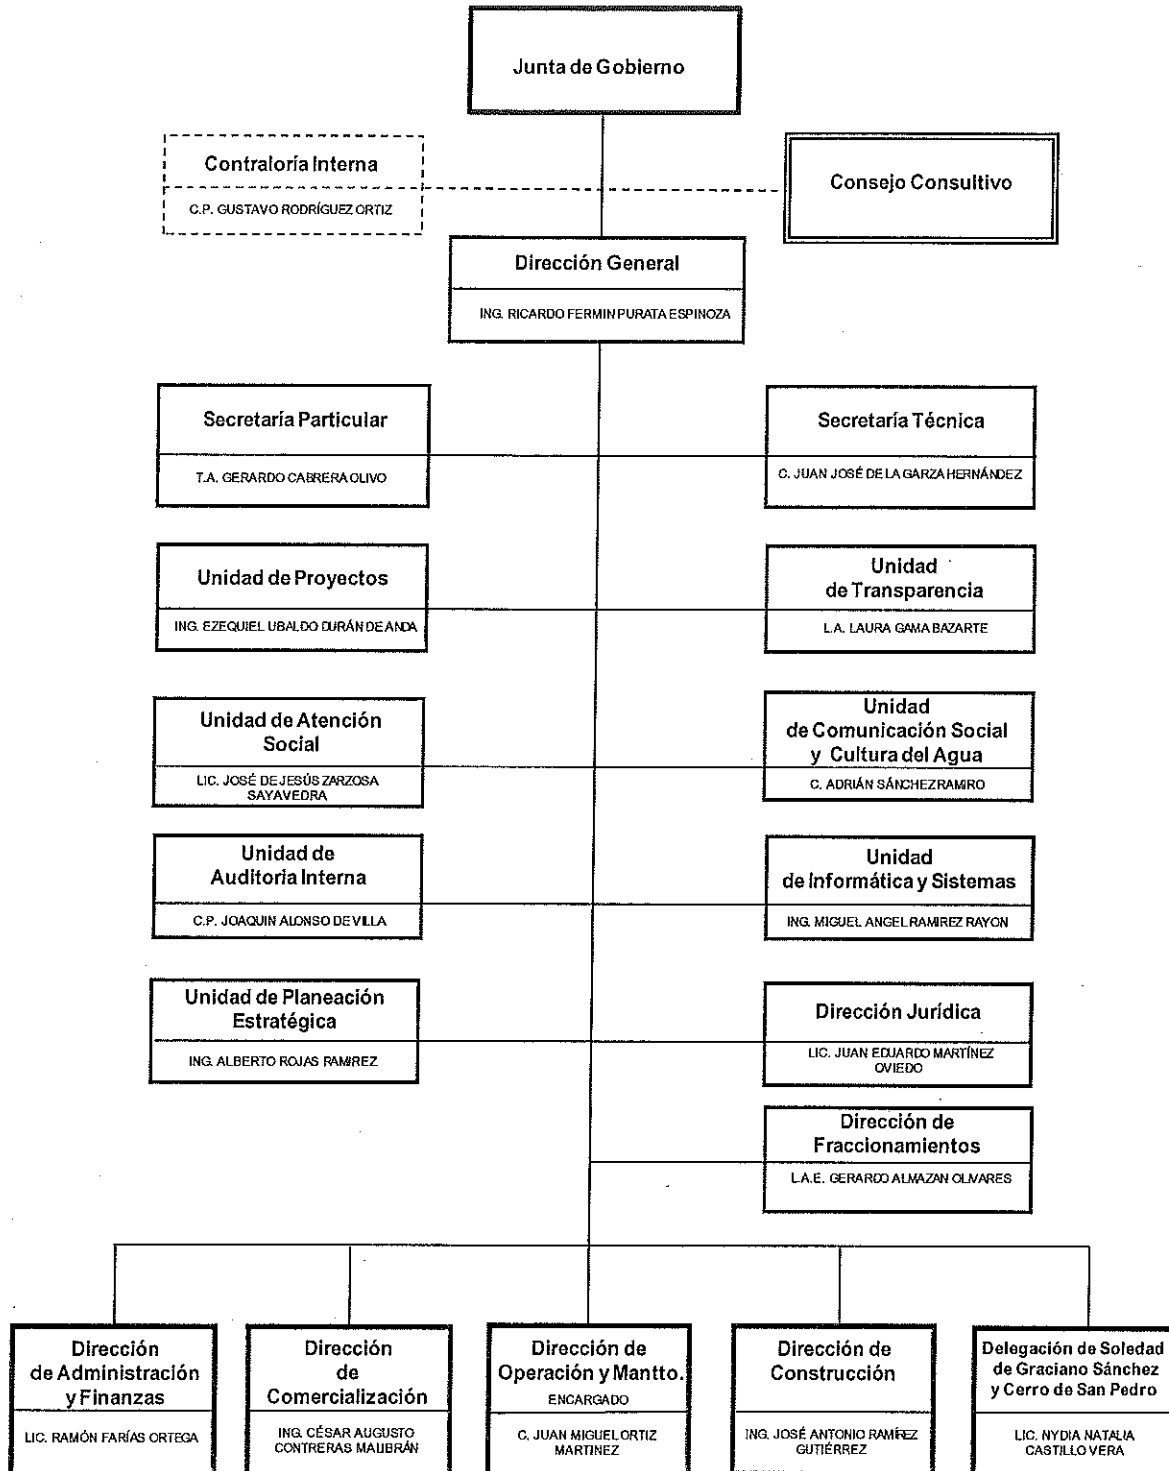 Junta de Gobierno
Contraloría Interna
C.P. GUSTAVO RODRÍGUEZ ORTIZ
Consejo Consultivo
Dirección General
ING. RICARDO FERMIN PURATA ESPINOZA
Secretaría Particular
T.A. GERARDO CABRERA OLIVO
Secretaría Técnica
C. JUAN JOSÉ DE LA GARZA HERNÁNDEZ
Unidad de Proyectos
ING. EZEQUIEL UBALDO DURÁN DE ANDA
Unidad
de Transparencia
L.A. LAURA GAMA BAZARTE
Unidad de Atención
Social
LIC. JOSÉ DE JESÚS ZARZOSA
SAYAVEDRA
Unidad
de Comunicación Social
y Cultura del Agua
C. ADRIÁN SÁNCHEZ RAMIRO
Unidad de
Auditoria Interna
C.P. JOAQUIN ALONSO DE VILLA
Unidad
de Informática y Sistemas
ING. MIGUEL ANGEL RAMIREZ RAYON
Unidad de Planeación
Estratégica
ING. ALBERTO ROJAS RAMIREZ
Dirección Jurídica
LIC. JUAN EDUARDO MARTÍNEZ
OVIEDO
Dirección de
Fraccionamientos
L.A.E. GERARDO ALMAZAN OLIVARES
Dirección
de Administración
y Finanzas
LIC. RAMÓN FARÍAS ORTEGA
Dirección
de
Comercialización
ING. CÉSAR AUGUSTO
CONTRERAS MALIBRÁN
Dirección de
Operación y Mantto.
ENCARGADO
C. JUAN MIGUEL ORTIZ
MARTINEZ
Dirección de
Construcción
ING. JOSÉ ANTONIO RAMÍREZ
GUTIÉRREZ
Delegación de Soledad
de Graciano Sánchez
y Cerro de San Pedro
LIC. NYDIA NATALIA
CASTILLO VERA